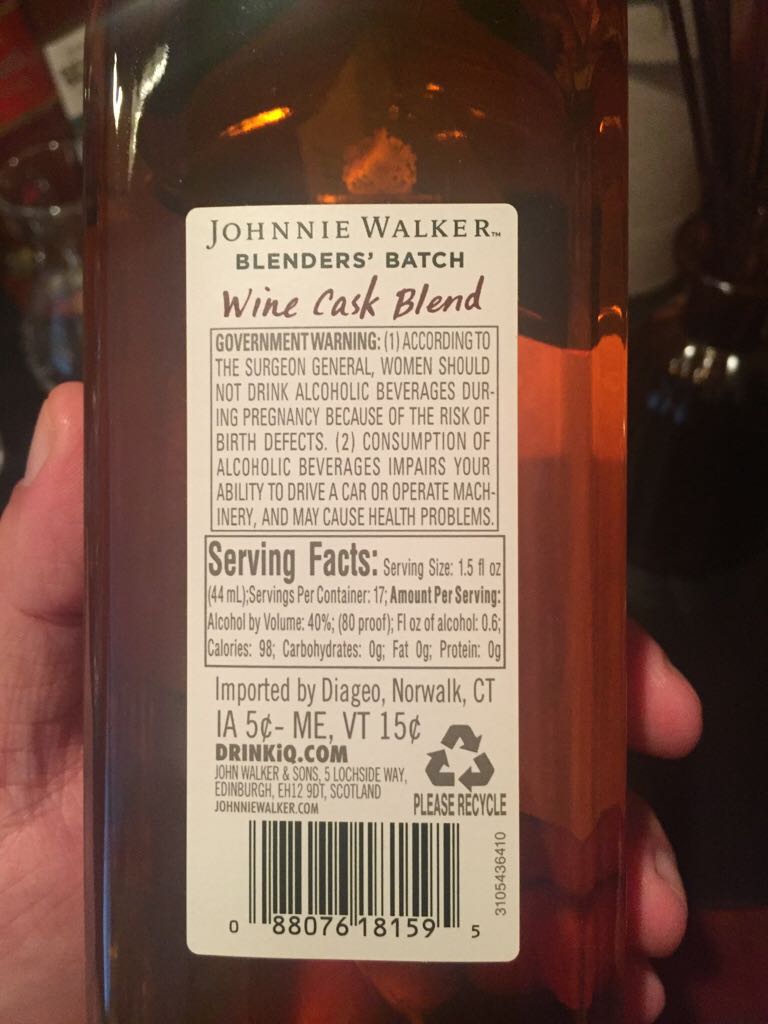 JOHNNIE WALKER™
BLENDERS' BATCH
Wine Cask Blend
GOVERNMENT WARNING: (1) ACCORDING TO
THE SURGEON GENERAL, WOMEN SHOULD
NOT DRINK ALCOHOLIC BEVERAGES DUR-
ING PREGNANCY BECAUSE OF THE RISK OF
BIRTH DEFECTS. (2) CONSUMPTION OF
ALCOHOLIC BEVERAGES IMPAIRS YOUR
ABILITY TO DRIVE A CAR OR OPERATE MACH-
INERY, AND MAY CAUSE HEALTH PROBLEMS.
Serving Facts: Serving Size: 1.5 fl oz
(44 mL);Servings Per Container: 17; Amount Per Serving:
Alcohol by Volume: 40%; (80 proof); Fl oz of alcohol: 0.6;
Calories: 98; Carbohydrates: 0g; Fat 0g; Protein: 0g
Imported by Diageo, Norwalk, CT
IA 5¢- ME, VT 15¢
DRINKiQ.COM
JOHN WALKER & SONS, 5 LOCHSIDE WAY,
EDINBURGH, EH12 9DT, SCOTLAND
JOHNNIEWALKER.COM
PLEASE RECYCLE
3105436410
0 88076 18159 5